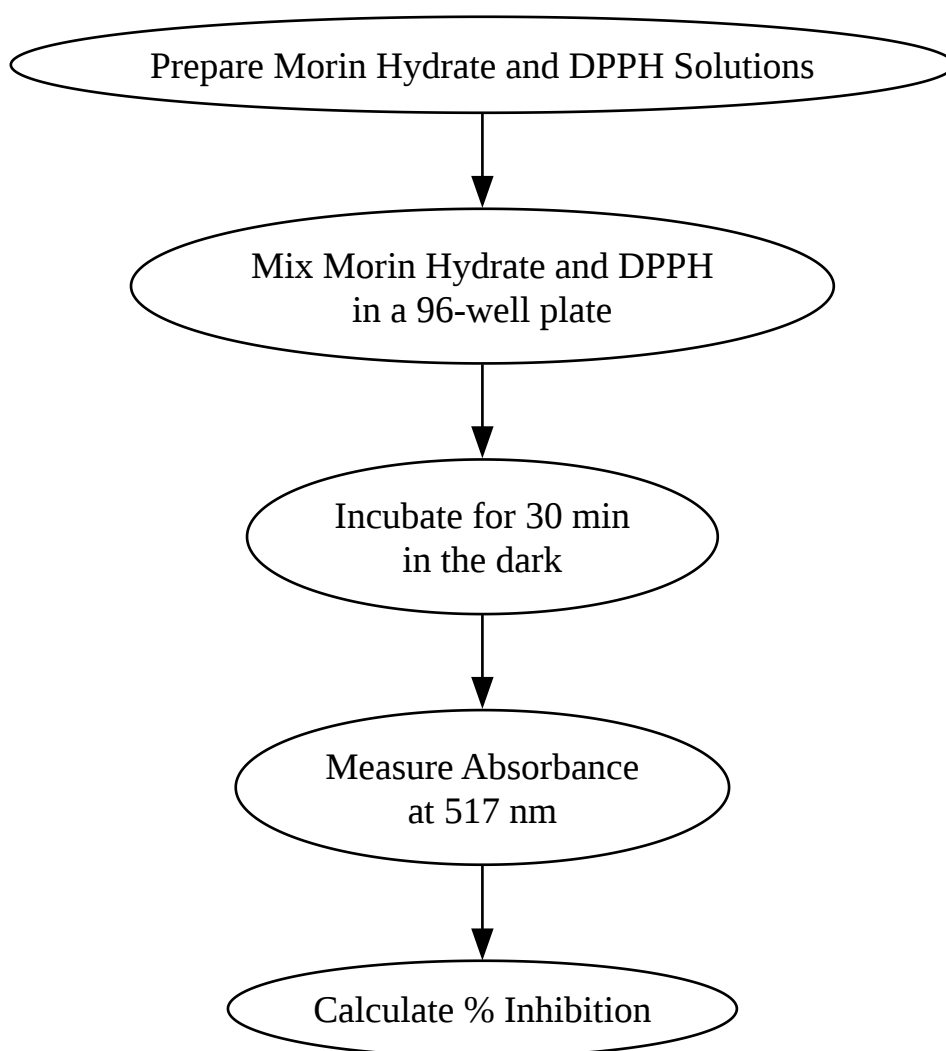 Prepare Morin Hydrate and DPPH Solutions
Mix Morin Hydrate and DPPH
in a 96-well plate
Incubate for 30 min
in the dark
Measure Absorbance
at 517 nm
Calculate % Inhibition